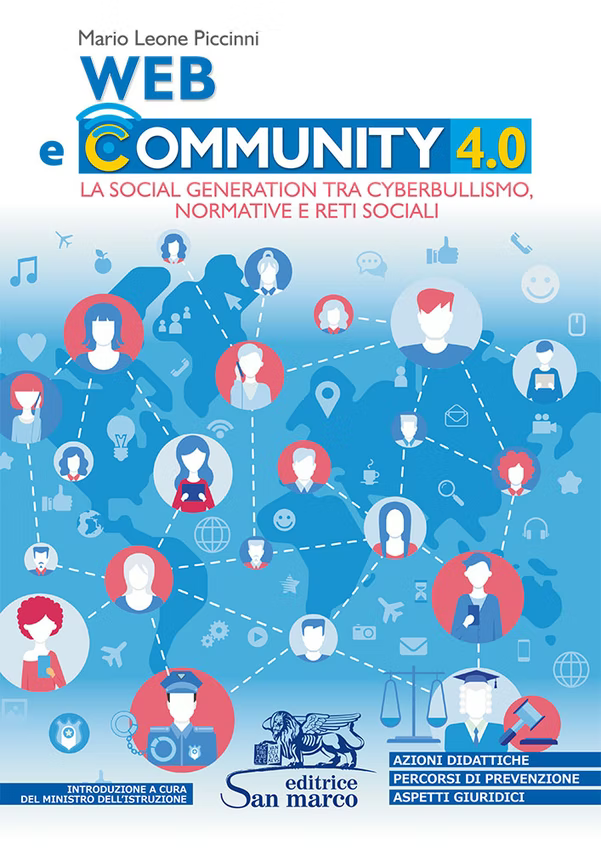 Mario Leone Piccinni
WEB
e COMMUNITY 4.0
LA SOCIAL GENERATION TRA CYBERBULLISMO,
NORMATIVE E RETI SOCIALI
INTRODUZIONE A CURA
DEL MINISTRO DELL'ISTRUZIONE
editrice
San marco
AZIONI DIDATTICHE
PERCORSI DI PREVENZIONE
ASPETTI GIURIDICI